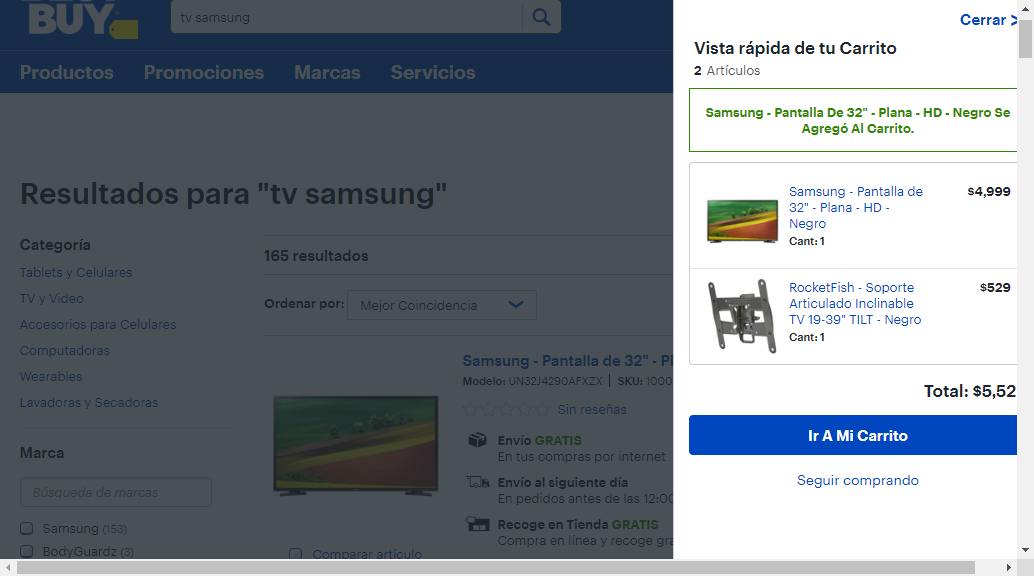 BUY
tv samsung
Productos
Promociones
Marcas
Servicios
Resultados para "tv samsung"
Categoría
Tablets y Celulares
TV y Video
Accesorios para Celulares
Computadoras
Wearables
Lavadoras y Secadoras
Marca
Búsqueda de marcas
Samsung (153)
BodyGuardz (3)
165 resultados
Ordenar por: Mejor Coincidencia
Samsung - Pantalla de 32" -
Modelo: UN32J4290AFXZX | SKU: 1000
Sin reseñas
Envío GRATIS
En tus compras por internet
Envío al siguiente día
En pedidos antes de las 12:00
Recoge en Tienda GRATIS
Compra en línea y recoge gra
Comparar artículo
Cerrar
Vista rápida de tu Carrito
2 Artículos
Samsung - Pantalla De 32" - Plana - HD - Negro Se
Agregó Al Carrito.
Samsung - Pantalla de
32" - Plana - HD -
Negro
Cant: 1
$4,999
RocketFish - Soporte
Articulado Inclinable
TV 19-39" TILT - Negro
Cant: 1
$529
Total: $5,52
Ir A Mi Carrito
Seguir comprando